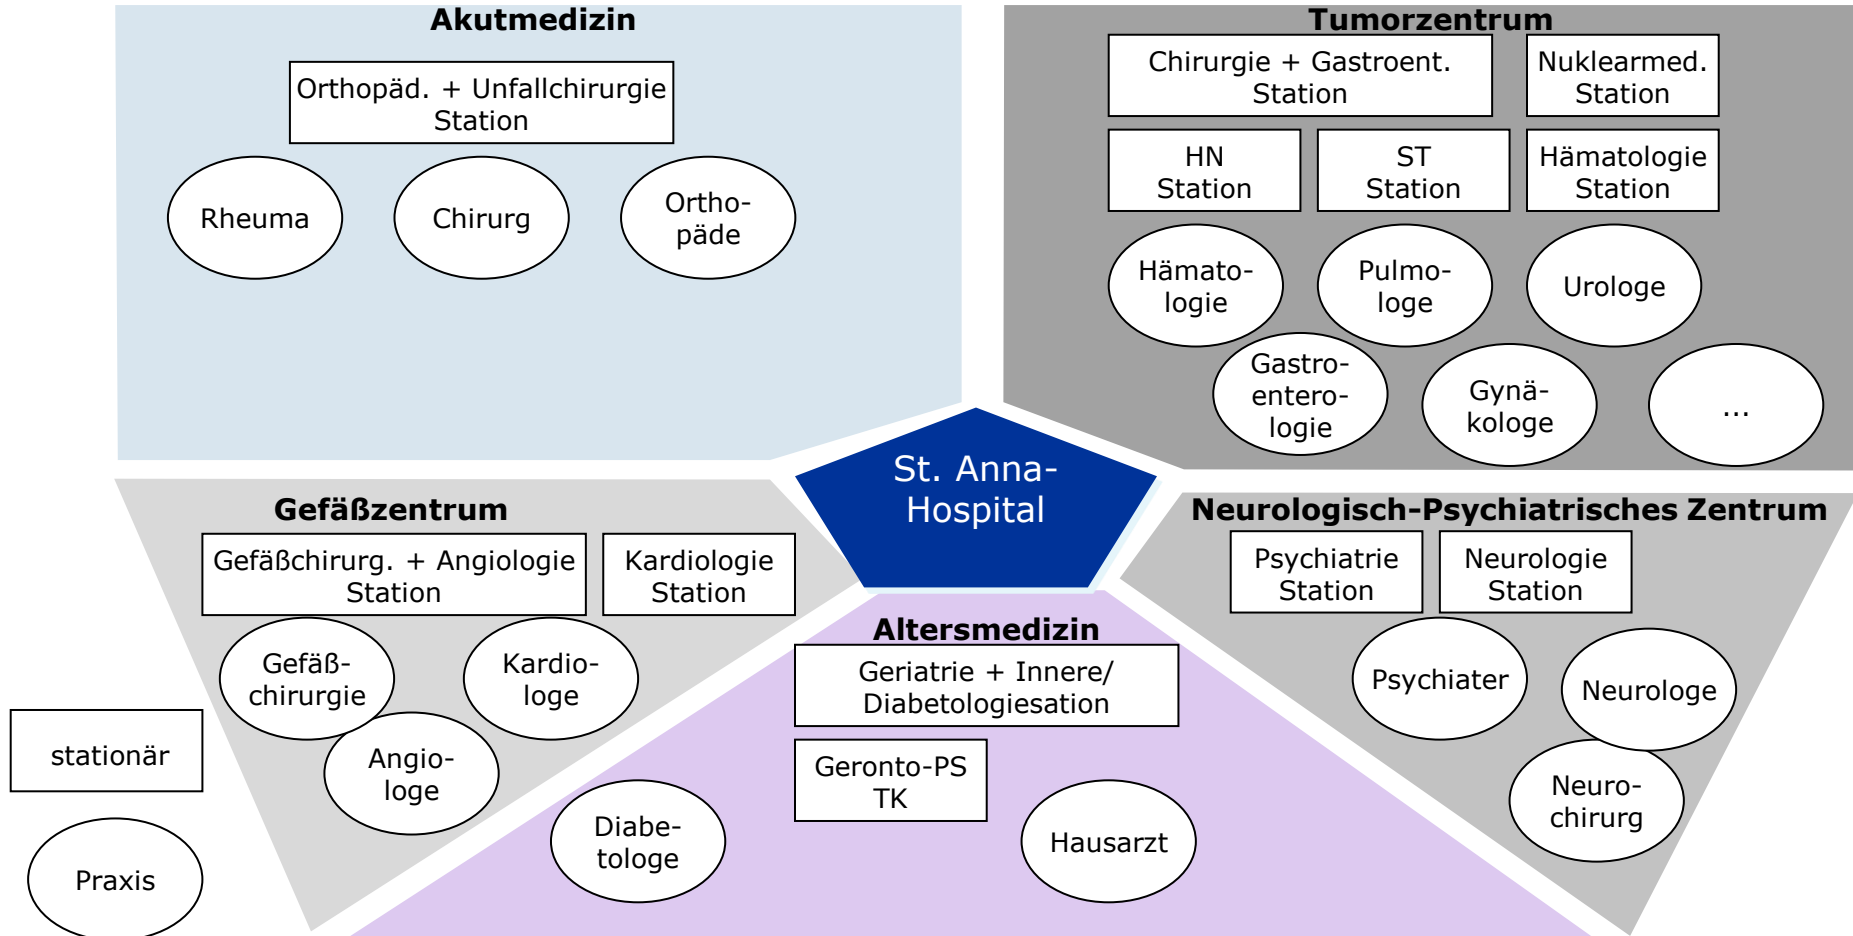 Akutmedizin
Orthopäd. + Unfallchirurgie
Station
Rheuma
Chirurg
Ortho-
päde
Tumorzentrum
Chirurgie + Gastroent.
Station
Nuklearmed.
Station
HN
Station
ST
Station
Hämatologie
Station
Hämato-
logie
Pulmo-
loge
Urologe
Gastro-
entero-
logie
Gynä-
kologe
...
St. Anna-
Hospital
Gefäßzentrum
Gefäßchirurg. + Angiologie
Station
Kardiologie
Station
Gefäß-
chirurgie
Kardio-
loge
Angio-
loge
Neurologisch-Psychiatrisches Zentrum
Psychiatrie
Station
Neurologie
Station
Psychiater
Neurologe
Neuro-
chirurg
Altersmedizin
Geriatrie + Innere/
Diabetologiesation
Geronto-PS
TK
Diabe-
tologe
Hausarzt
stationär
Praxis